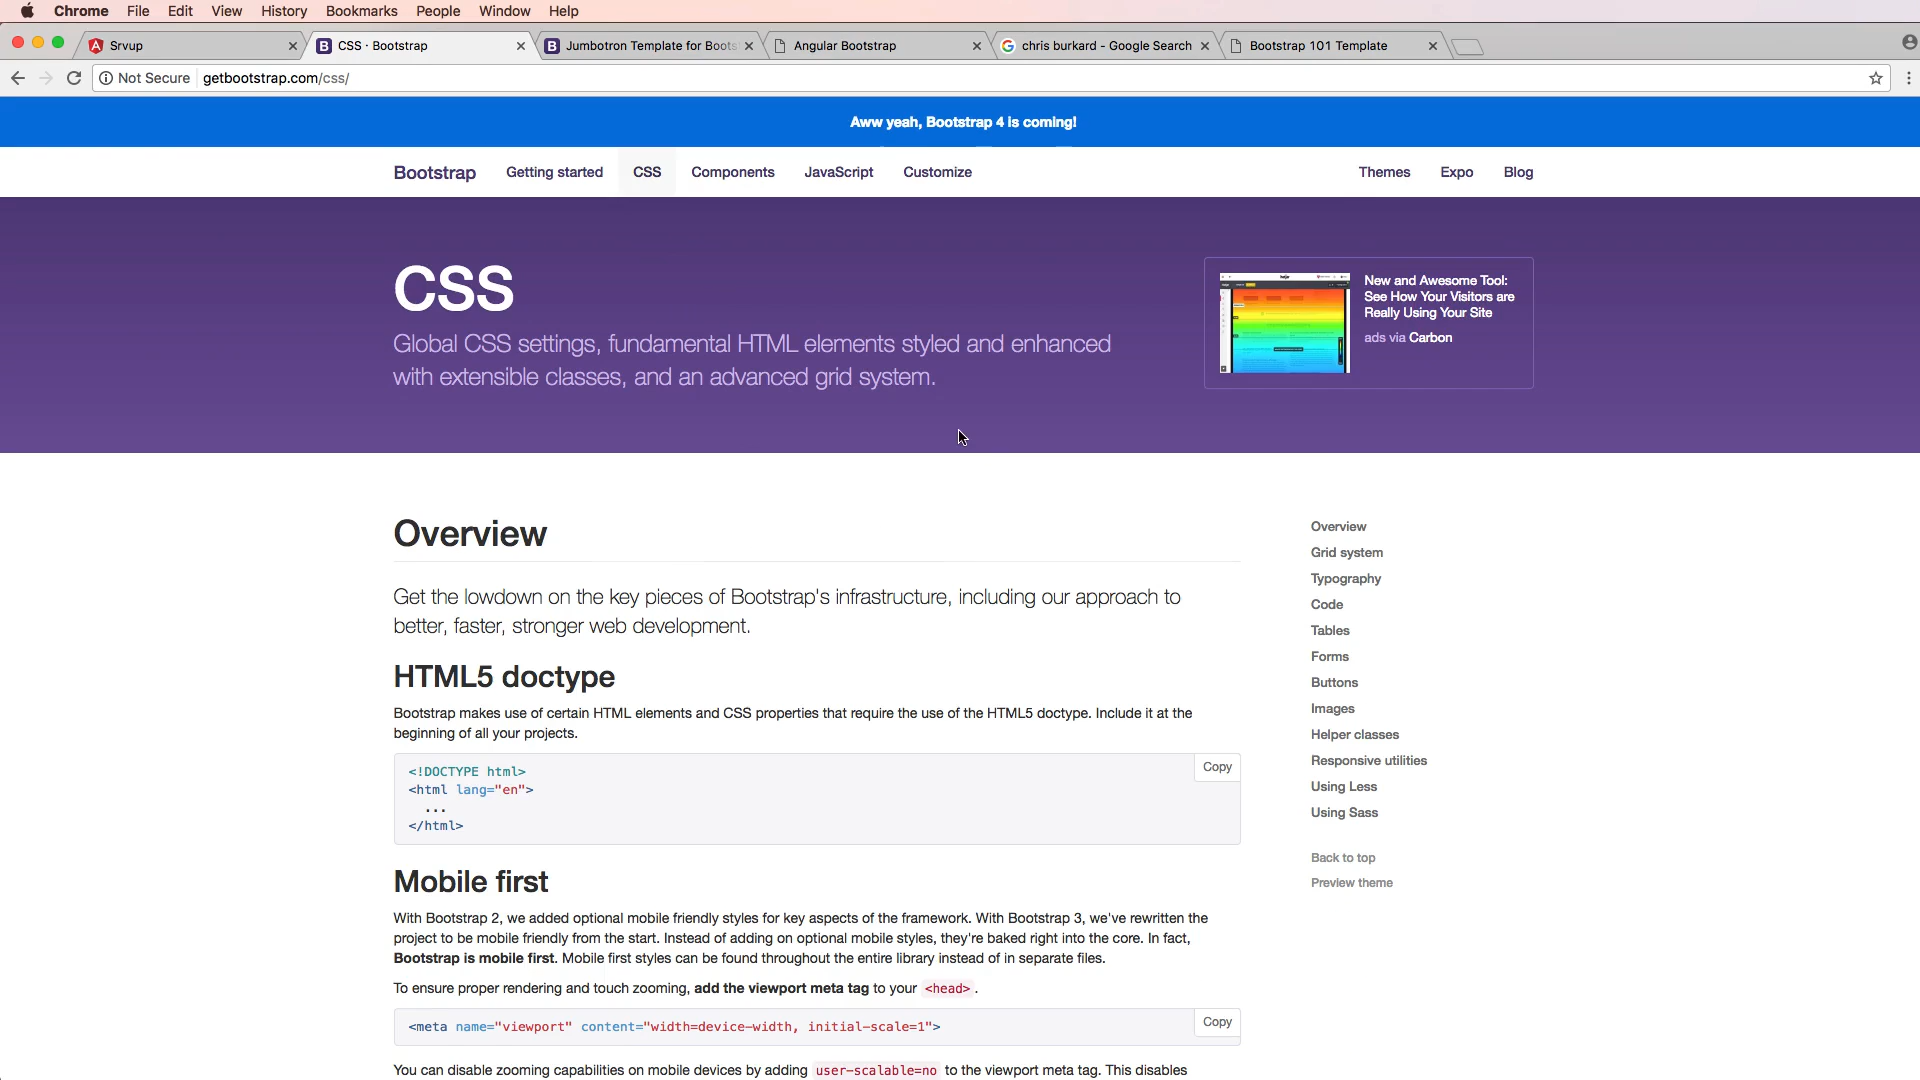 Chrome File Edit View History Bookmarks People Window Help
Srvup
CSS · Bootstrap
Jumbotron Template for Boots
Angular Bootstrap
chris burkard - Google Search
Bootstrap 101 Template
Not Secure getbootstrap.com/css/
Aww yeah, Bootstrap 4 is coming!
Bootstrap Getting started CSS Components JavaScript Customize Themes Expo Blog
CSS
Global CSS settings, fundamental HTML elements styled and enhanced
with extensible classes, and an advanced grid system.
New and Awesome Tool:
See How Your Visitors are
Really Using Your Site
ads via Carbon
Overview
Get the lowdown on the key pieces of Bootstrap's infrastructure, including our approach to
better, faster, stronger web development.
HTML5 doctype
Bootstrap makes use of certain HTML elements and CSS properties that require the use of the HTML5 doctype. Include it at the
beginning of all your projects.
Copy
<!DOCTYPE html>
<html lang="en">
...
</html>
Mobile first
With Bootstrap 2, we added optional mobile friendly styles for key aspects of the framework. With Bootstrap 3, we've rewritten the
project to be mobile friendly from the start. Instead of adding on optional mobile styles, they're baked right into the core. In fact,
Bootstrap is mobile first. Mobile first styles can be found throughout the entire library instead of in separate files.
To ensure proper rendering and touch zooming, add the viewport meta tag to your <head>.
Copy
<meta name="viewport" content="width=device-width, initial-scale=1">
You can disable zooming capabilities on mobile devices by adding user-scalable=no to the viewport meta tag. This disables
Overview
Grid system
Typography
Code
Tables
Forms
Buttons
Images
Helper classes
Responsive utilities
Using Less
Using Sass
Back to top
Preview theme